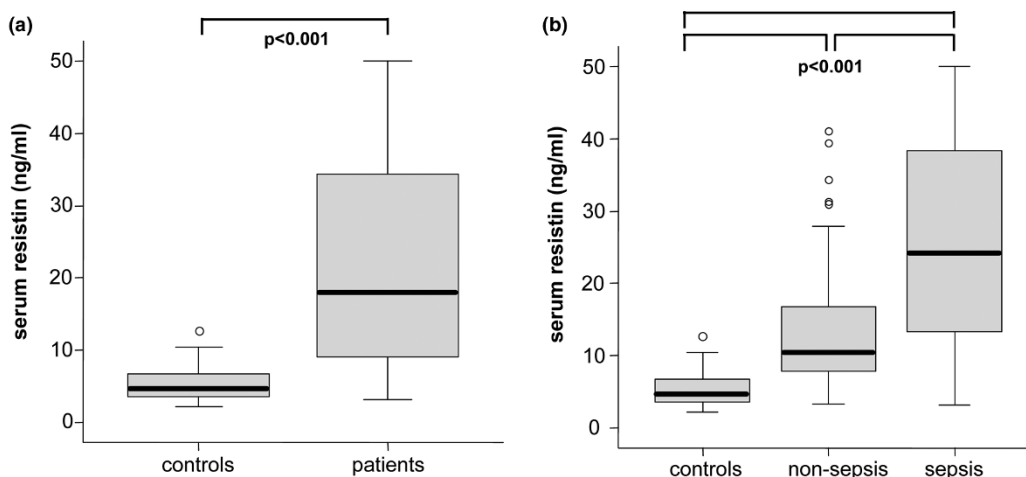 (a)
p<0.001
serum resistin (ng/ml)
50
40
30
20
10
0
controls patients
(b)
p<0.001
serum resistin (ng/ml)
50
40
30
20
10
0
controls non-sepsis sepsis